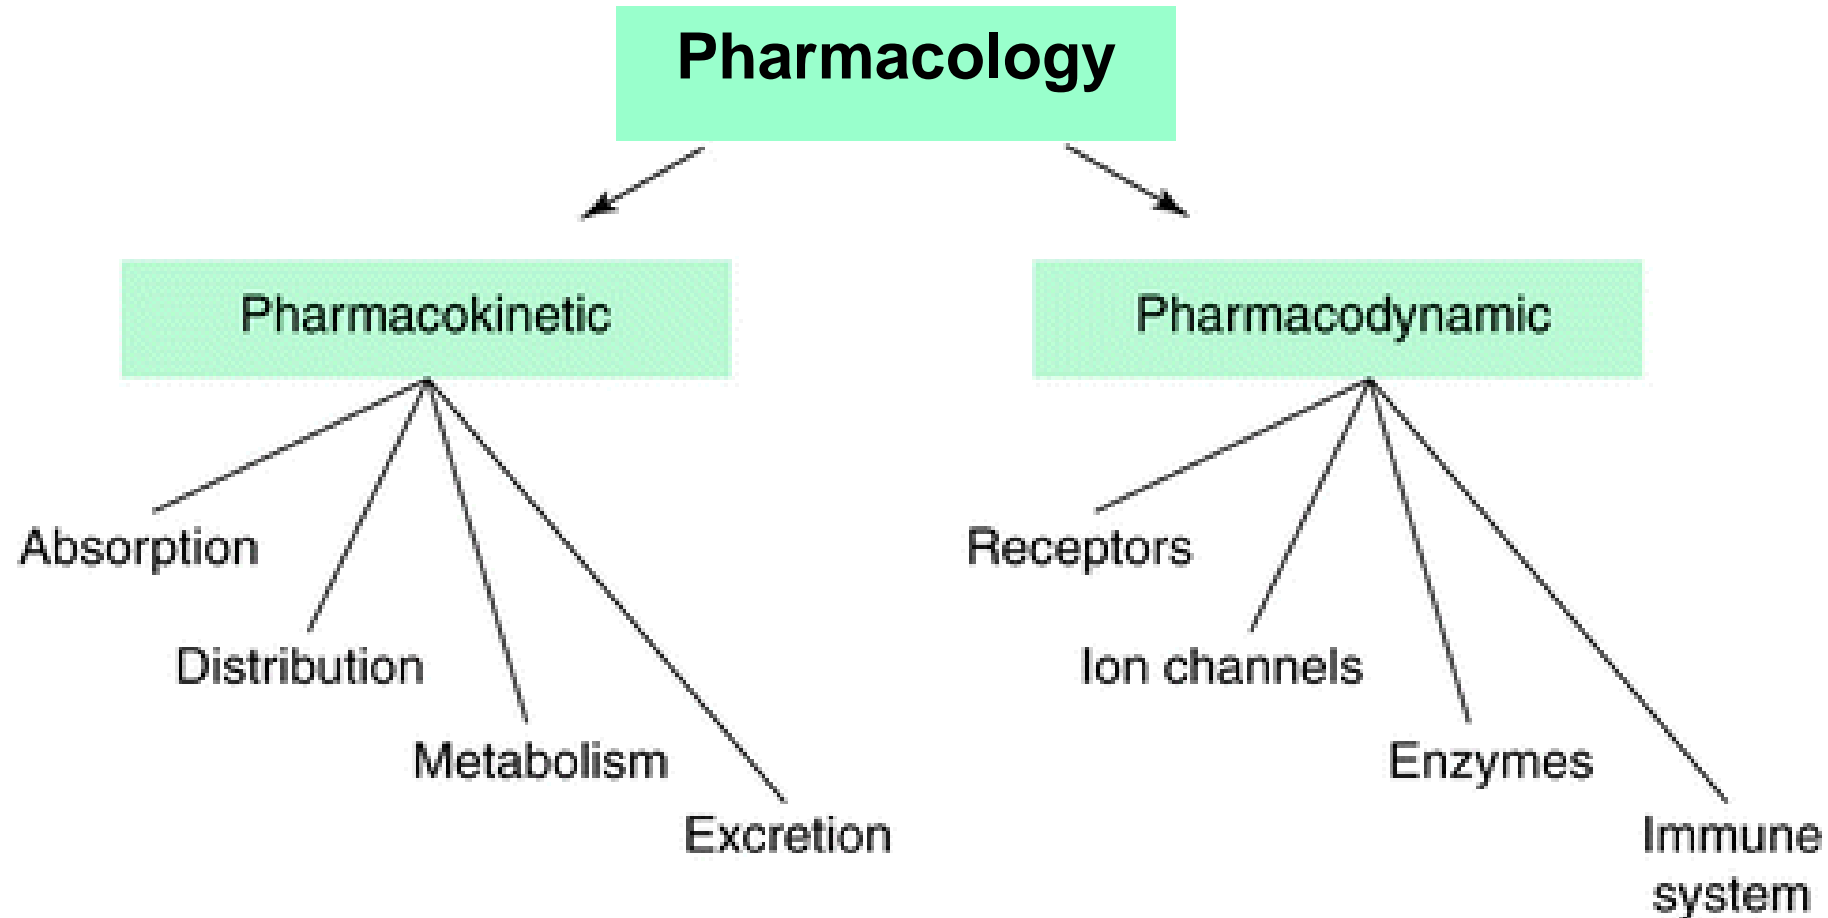 Pharmacology
Pharmacokinetic
Pharmacodynamic
Absorption
Receptors
Distribution
Ion channels
Metabolism
Enzymes
Excretion
Immune
system